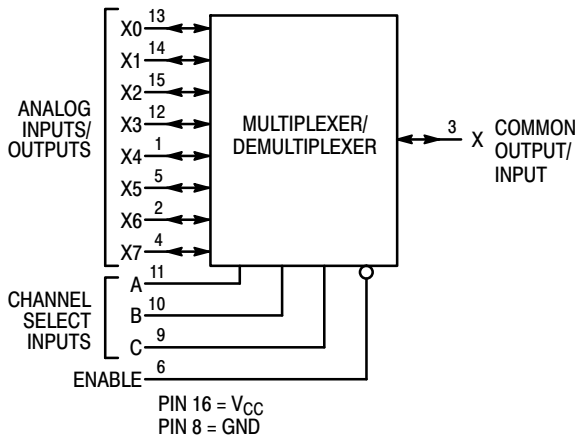 ANALOG
INPUTS/
OUTPUTS
X0 13
X1 14
X2 15
X3 12
X4 1
X5 5
X6 2
X7 4
MULTIPLEXER/
DEMULTIPLEXER
3 X COMMON
OUTPUT/
INPUT
CHANNEL
SELECT
INPUTS
A 11
B 10
C 9
ENABLE 6
PIN 16 = VCC
PIN 8 = GND